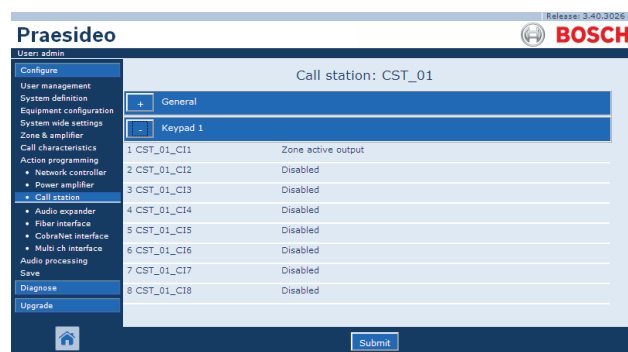 Release: 3.40.3026
Praesideo
BOSCH
User: admin
Configure
User management
System definition
Equipment configuration
System wide settings
Zone & amplifier
Call characteristics
Action programming
• Network controller
• Power amplifier
• Call station
• Audio expander
• Fiber interface
• CobraNet interface
• Multi ch interface
Audio processing
Save
Diagnose
Upgrade
Call station: CST_01
+ General
- Keypad 1
1 CST_01_CI1 Zone active output
2 CST_01_CI2 Disabled
3 CST_01_CI3 Disabled
4 CST_01_CI4 Disabled
5 CST_01_CI5 Disabled
6 CST_01_CI6 Disabled
7 CST_01_CI7 Disabled
8 CST_01_CI8 Disabled
Submit